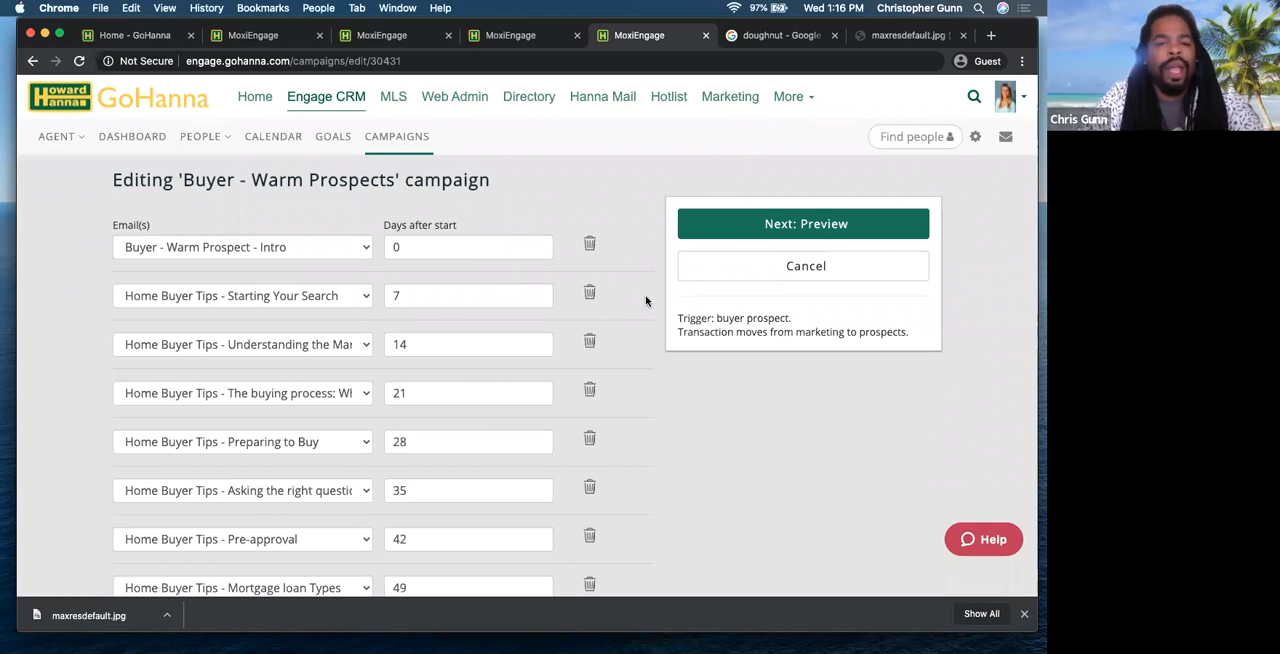 Chrome File Edit View History Bookmarks People Tab Window Help
97% Wed 1:16 PM Christopher Gunn
Home - GoHanna
MoxiEngage
MoxiEngage
MoxiEngage
MoxiEngage
doughnut - Google
maxresdefault.jpg (
Not Secure engage.gohanna.com/campaigns/edit/30431
Guest
Howard Hanna GoHanna
Home Engage CRM MLS Web Admin Directory Hanna Mail Hotlist Marketing More
AGENT DASHBOARD PEOPLE CALENDAR GOALS CAMPAIGNS
Find people
Chris Gunn
Editing 'Buyer - Warm Prospects' campaign
Email(s) Days after start
Buyer - Warm Prospect - Intro 0
Home Buyer Tips - Starting Your Search 7
Home Buyer Tips - Understanding the Mar 14
Home Buyer Tips - The buying process: Wh 21
Home Buyer Tips - Preparing to Buy 28
Home Buyer Tips - Asking the right questic 35
Home Buyer Tips - Pre-approval 42
Home Buyer Tips - Mortgage loan Types 49
Next: Preview
Cancel
Trigger: buyer prospect.
Transaction moves from marketing to prospects.
Help
maxresdefault.jpg
Show All